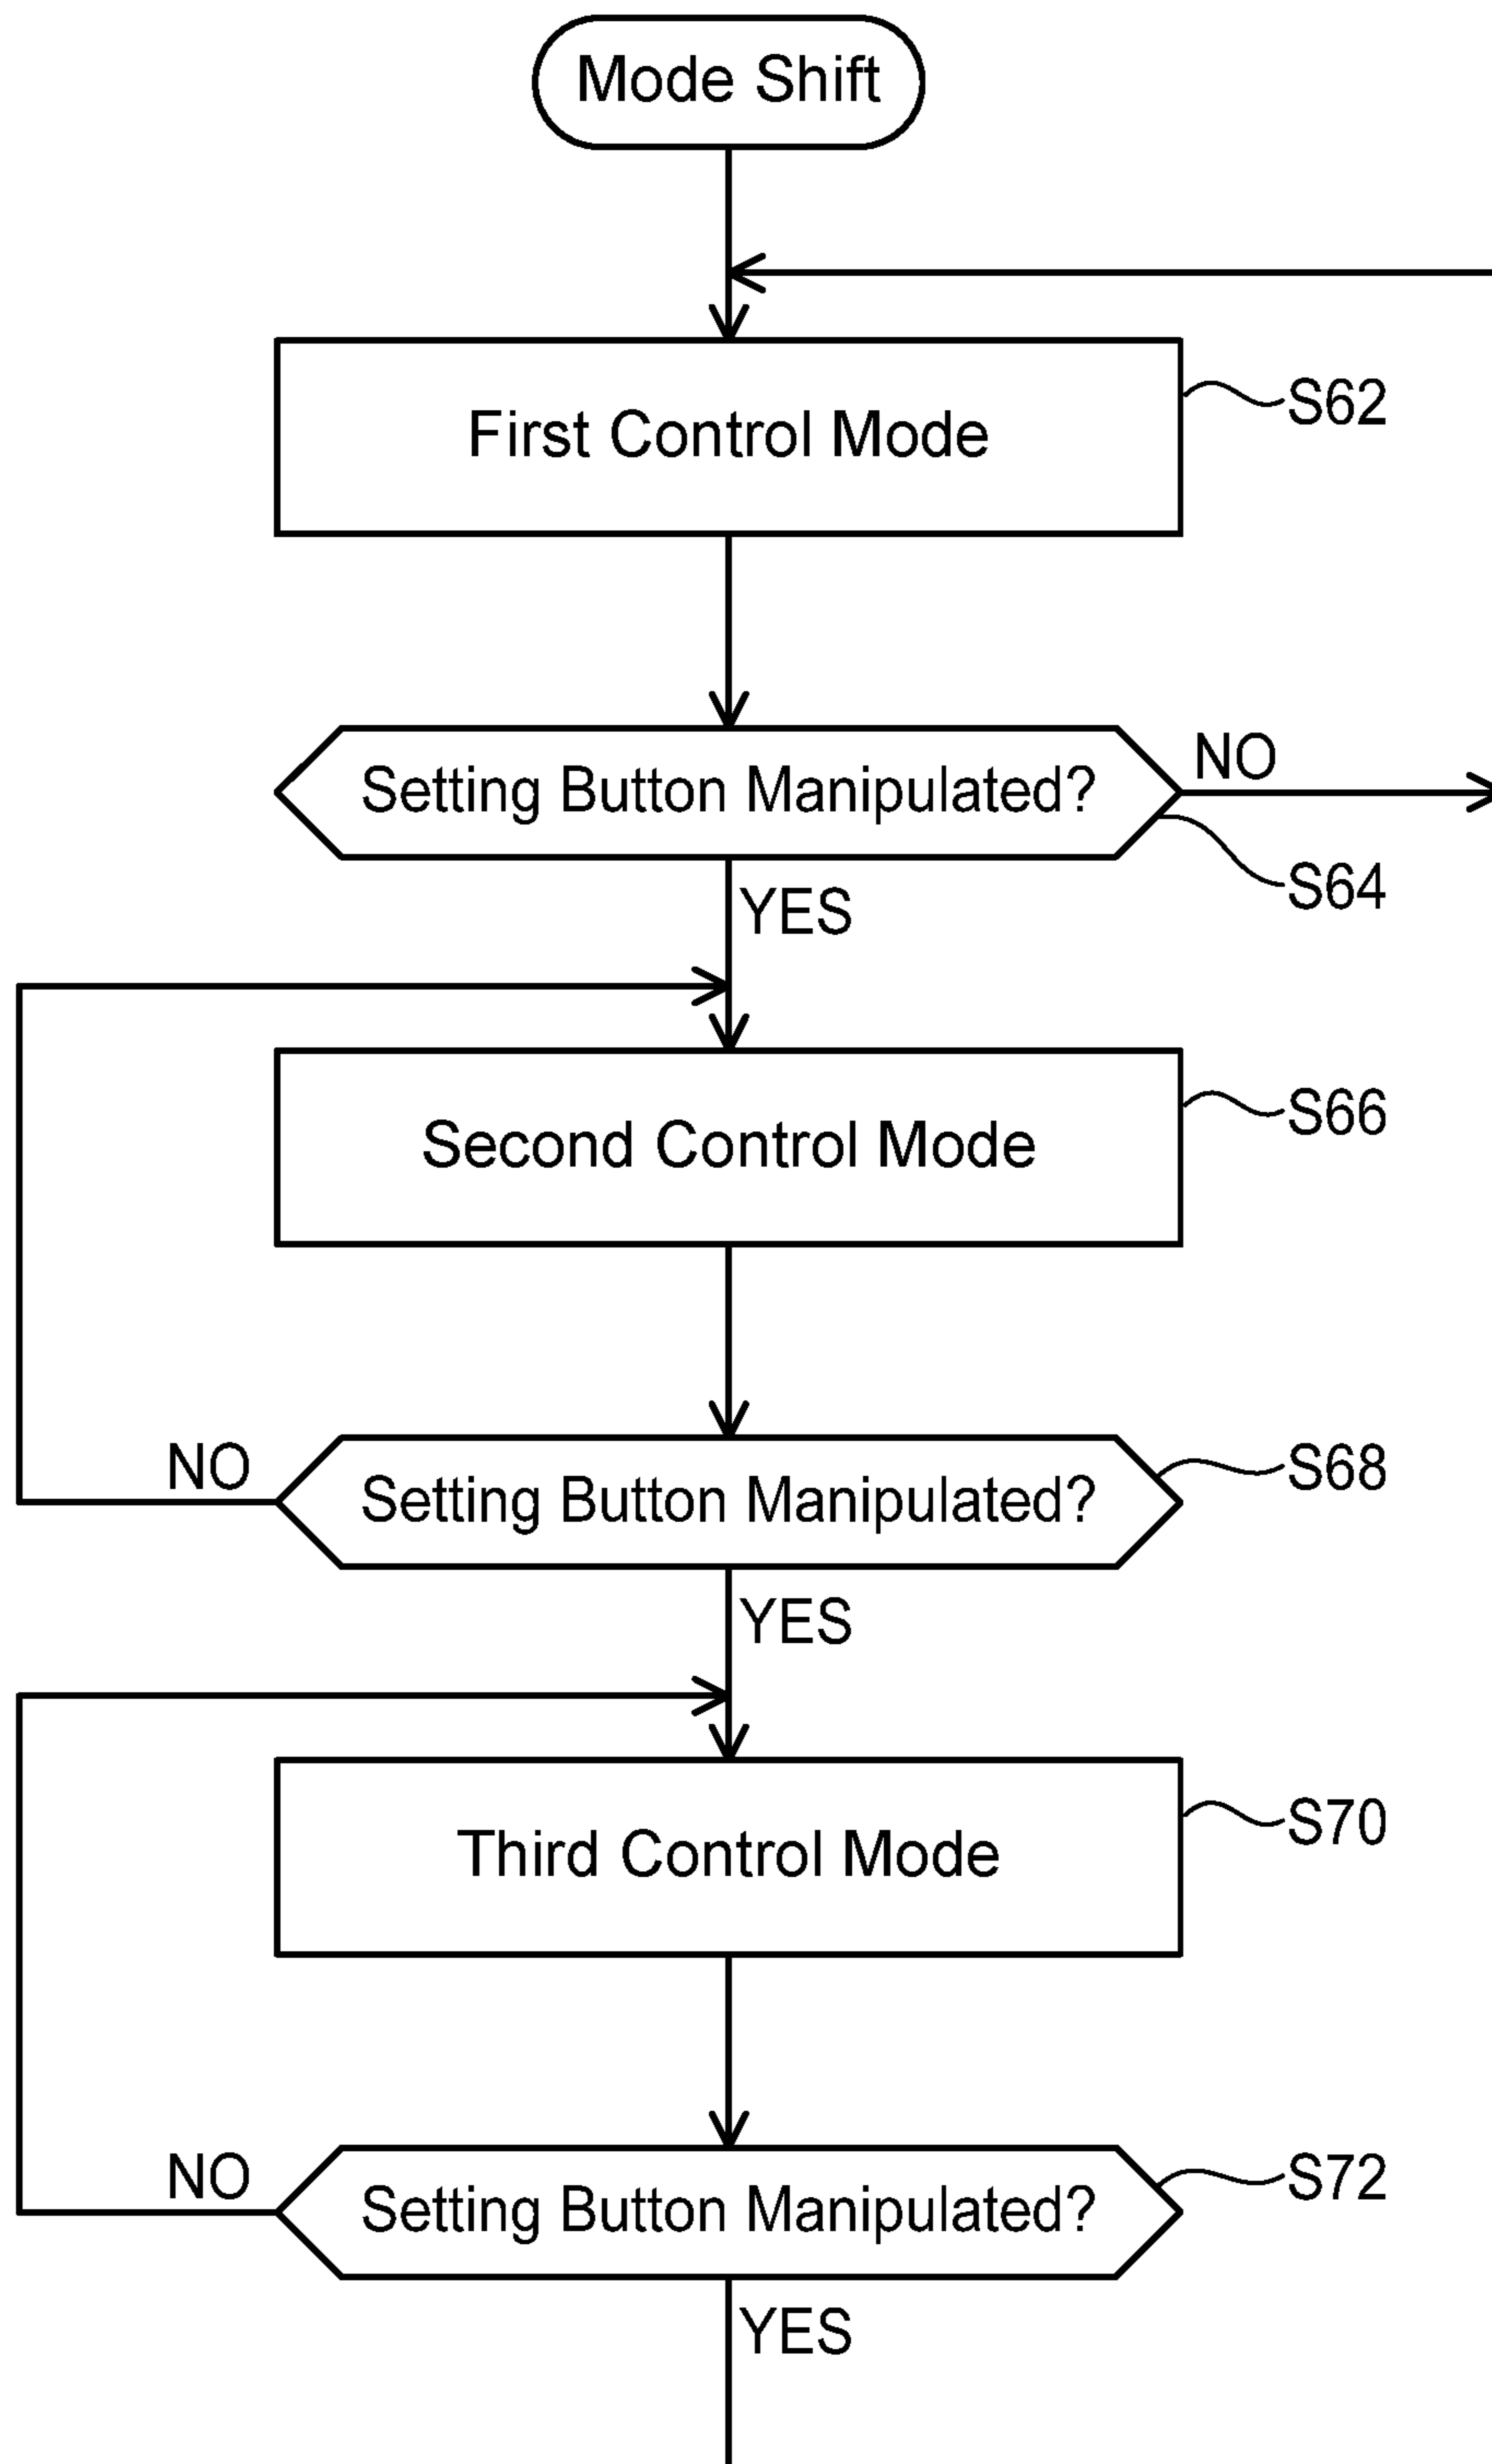 Mode Shift
First Control Mode
S62
Setting Button Manipulated?
NO
S64
YES
Second Control Mode
S66
NO
Setting Button Manipulated?
S68
YES
Third Control Mode
S70
NO
Setting Button Manipulated?
S72
YES